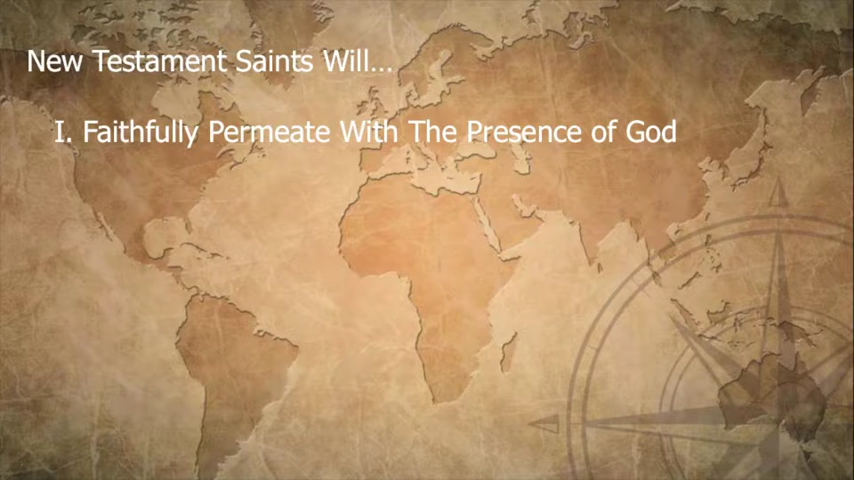 New Testament Saints Will...
I. Faithfully Permeate With The Presence of God